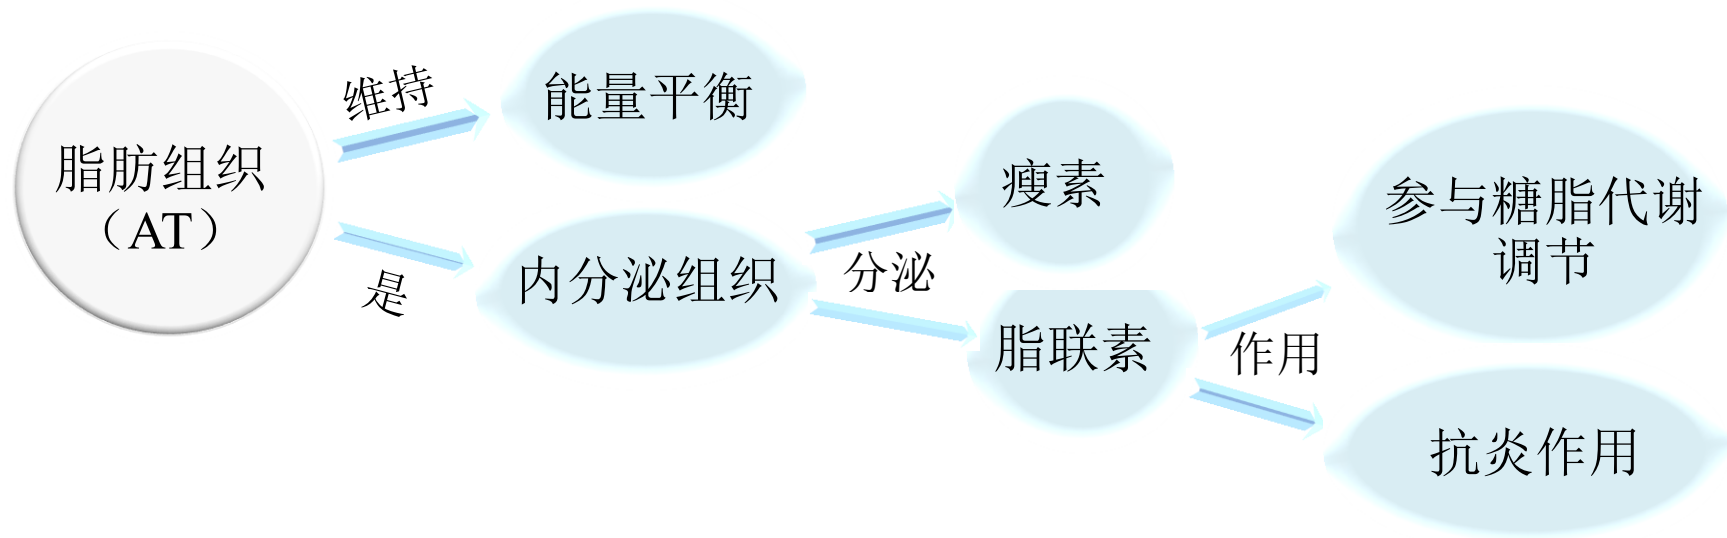 脂肪组织
（AT）
维持
能量平衡
是
内分泌组织
分泌
瘦素
脂联素
作用
参与糖脂代谢
调节
抗炎作用